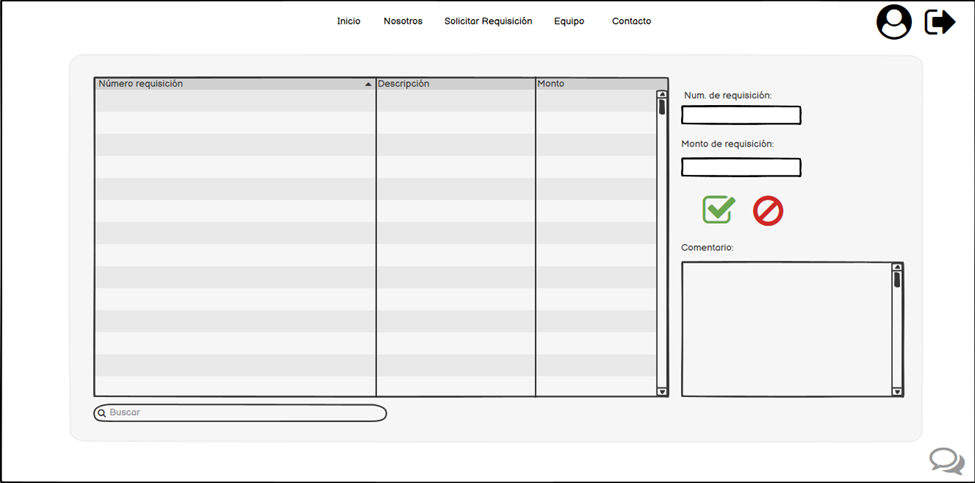 Inicio Nosotros Solicitar Requisición Equipo Contacto
Número requisición Descripción Monto
Num. de requisición:
Monto de requisición:
Comentario:
Buscar